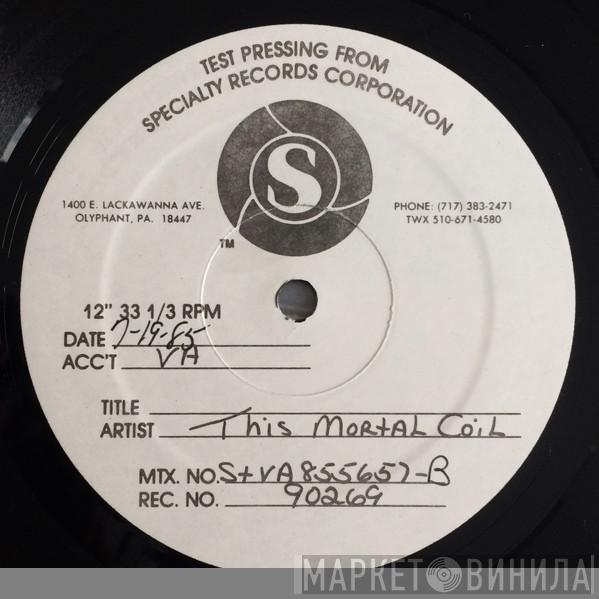 TEST PRESSING FROM
SPECIALTY RECORDS CORPORATION
S
TM
1400 E. LACKAWANNA AVE.
OLYPHANT, PA. 18447
PHONE: (717) 383-2471
TWX 510-671-4580
12" 33 1/3 RPM
DATE 7-19-85
ACC'T VA
TITLE
ARTIST This MortAL CoiL
MTX. NO. St VA 855657-B
REC. NO. 90269
МАРКЕТ ВИНИЛА